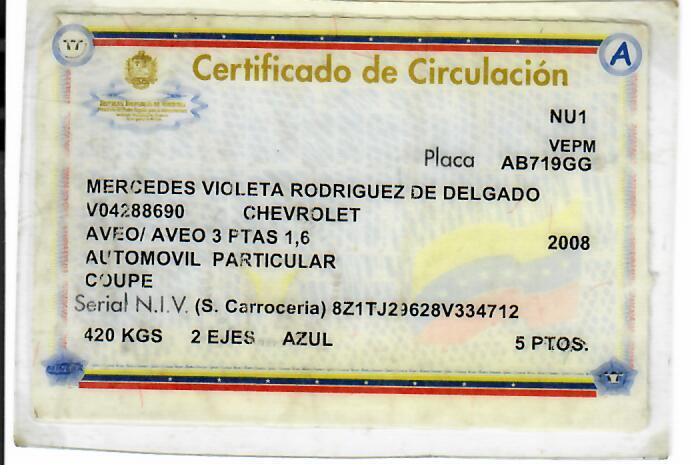 Certificado de Circulación
A
NU1
VEPM
Placa AB719GG
MERCEDES VIOLETA RODRIGUEZ DE DELGADO
V04288690 CHEVROLET
AVEO/ AVEO 3 PTAS 1,6 2008
AUTOMOVIL PARTICULAR
COUPE
Serial N.I.V. (S. Carroceria) 8Z1TJ29628V334712
420 KGS 2 EJES AZUL 5 PTOS.